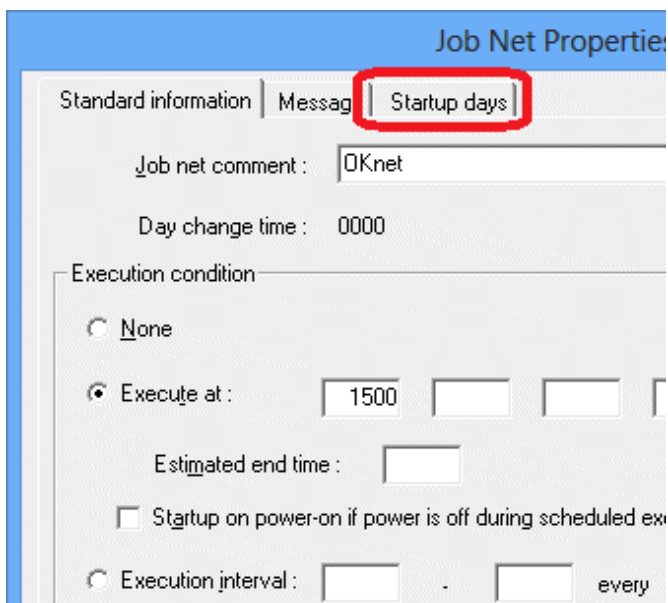 Job Net Properties
Standard information Messag Startup days
Job net comment : OKnet
Day change time : 0000
Execution condition
None
Execute at : 1500
Estimated end time :
Startup on power-on if power is off during scheduled exe
Execution interval : - every